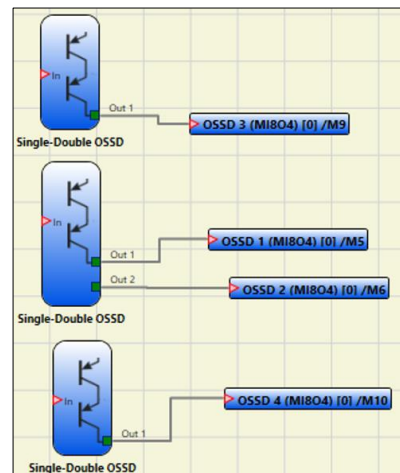 In
Out 1
OSSD 3 (MI8O4) [0] /M9
Single-Double OSSD
In
Out 1
OSSD 1 (MI8O4) [0] /M5
Out 2
OSSD 2 (MI8O4) [0] /M6
Single-Double OSSD
In
Out 1
OSSD 4 (MI8O4) [0] /M10
Single-Double OSSD